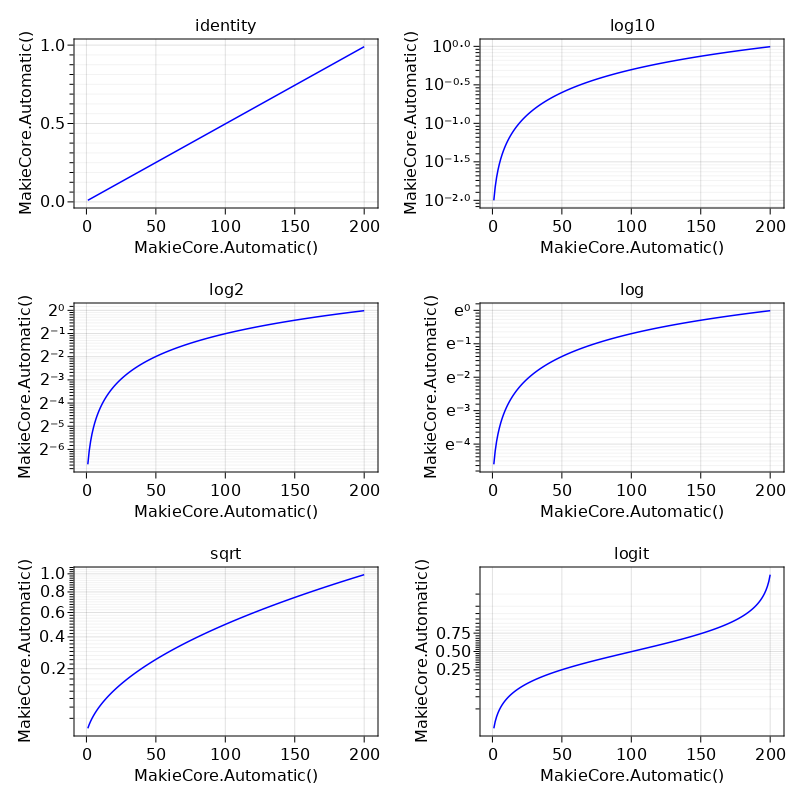 identity
MakieCore.Automatic()
1.0
0.5
0.0
0 50 100 150 200
MakieCore.Automatic()
log10
MakieCore.Automatic()
10⁰·⁰
10⁻⁰·⁵
10⁻¹·⁰
10⁻¹·⁵
10⁻²·⁰
0 50 100 150 200
MakieCore.Automatic()
log2
MakieCore.Automatic()
2⁰
2⁻¹
2⁻²
2⁻³
2⁻⁴
2⁻⁵
2⁻⁶
0 50 100 150 200
MakieCore.Automatic()
log
MakieCore.Automatic()
e⁰
e⁻¹
e⁻²
e⁻³
e⁻⁴
0 50 100 150 200
MakieCore.Automatic()
sqrt
MakieCore.Automatic()
1.0
0.8
0.6
0.4
0.2
0 50 100 150 200
MakieCore.Automatic()
logit
MakieCore.Automatic()
0.75
0.50
0.25
0 50 100 150 200
MakieCore.Automatic()